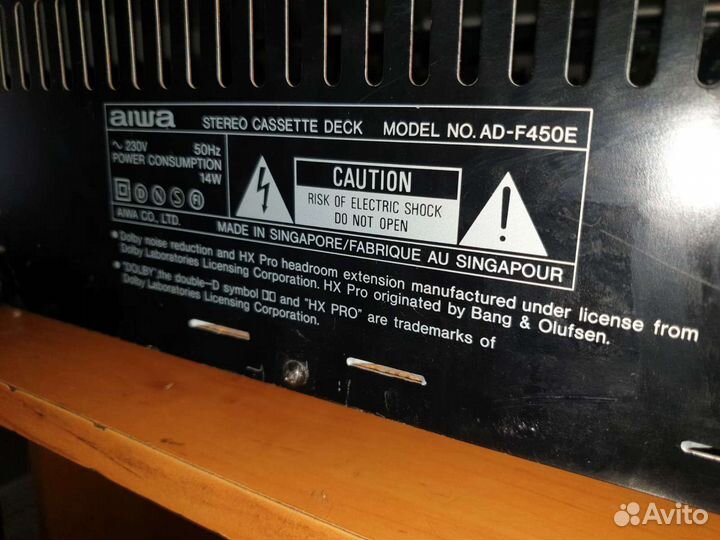 aiwa STEREO CASSETTE DECK MODEL NO. AD-F450E
~ 230V 50Hz
POWER CONSUMPTION
14W
D N S
AIWA CO., LTD.
CAUTION
RISK OF ELECTRIC SHOCK
DO NOT OPEN
MADE IN SINGAPORE/FABRIQUE AU SINGAPOUR
• Dolby noise reduction and HX Pro headroom extension manufactured under license from
Dolby Laboratories Licensing Corporation. HX Pro originated by Bang & Olufsen.
• "DOLBY", the double-D symbol and "HX PRO" are trademarks of
Dolby Laboratories Licensing Corporation.
Avito